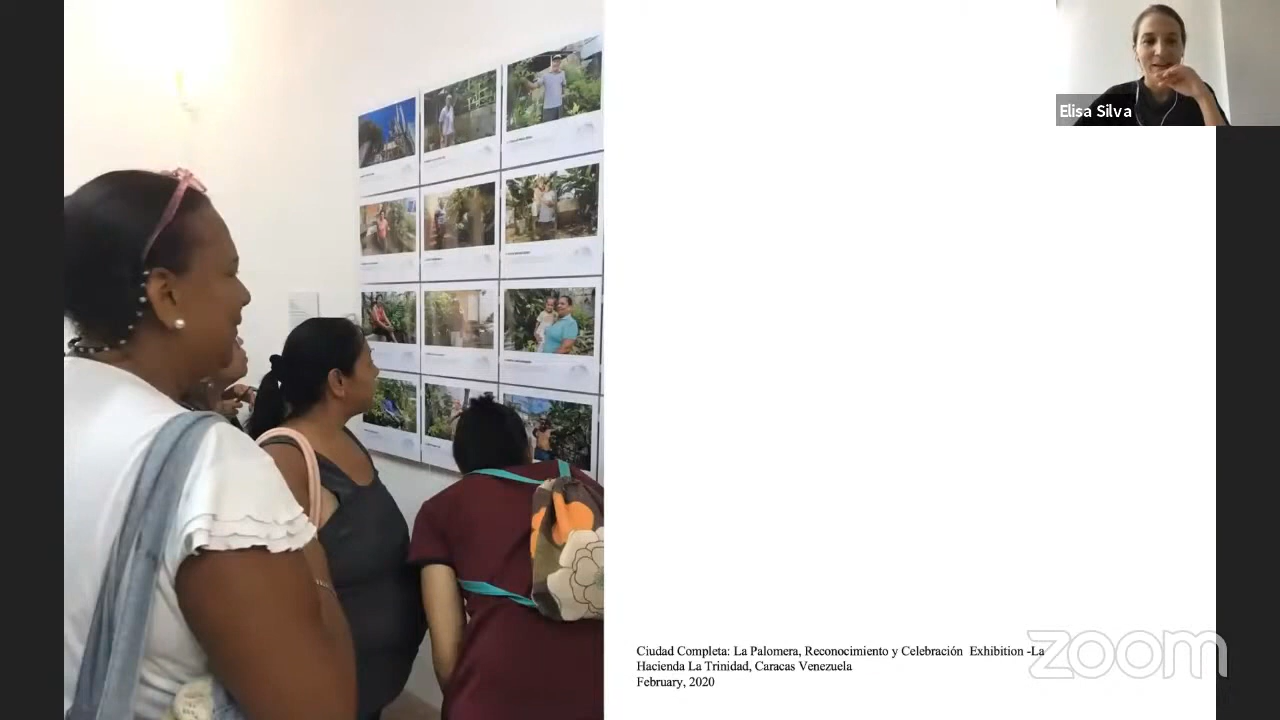 Elisa Silva
Ciudad Completa: La Palomera, Reconocimiento y Celebración Exhibition -La
Hacienda La Trinidad, Caracas Venezuela
February, 2020
zoom